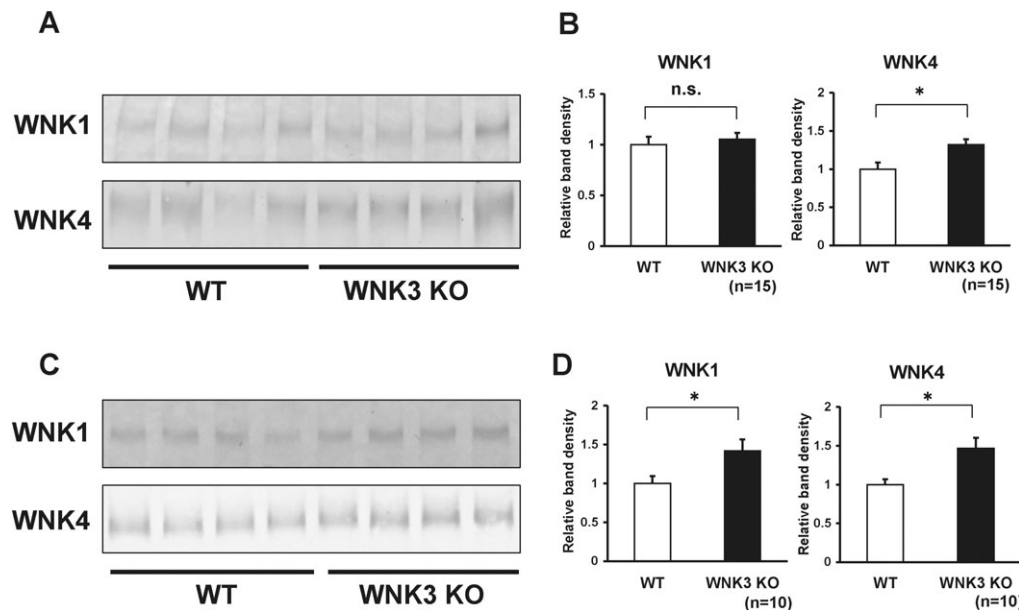 A
WNK1
WNK4
WT WNK3 KO
B
WNK1
n.s.
Relative band density
2
1.5
1
0.5
0
WT WNK3 KO
(n=15)
WNK4
*
Relative band density
2
1.5
1
0.5
0
WT WNK3 KO
(n=15)
C
WNK1
WNK4
WT WNK3 KO
D
WNK1
*
Relative band density
2
1.5
1
0.5
0
WT WNK3 KO
(n=10)
WNK4
*
Relative band density
2
1.5
1
0.5
0
WT WNK3 KO
(n=10)